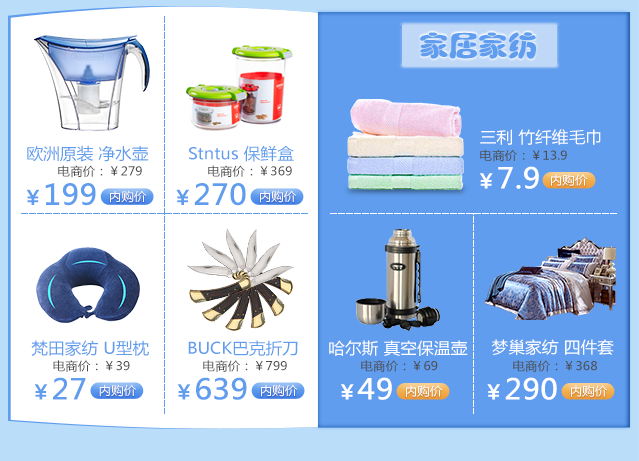 家居家纺
欧洲原装 净水壶
电商价：￥279
￥199 内购价
Stntus 保鲜盒
电商价：￥369
￥270 内购价
三利 竹纤维毛巾
电商价：￥13.9
￥7.9 内购价
梵田家纺 U型枕
电商价：￥39
￥27 内购价
BUCK巴克折刀
电商价：￥799
￥639 内购价
哈尔斯 真空保温壶
电商价：￥69
￥49 内购价
梦巢家纺 四件套
电商价：￥368
￥290 内购价